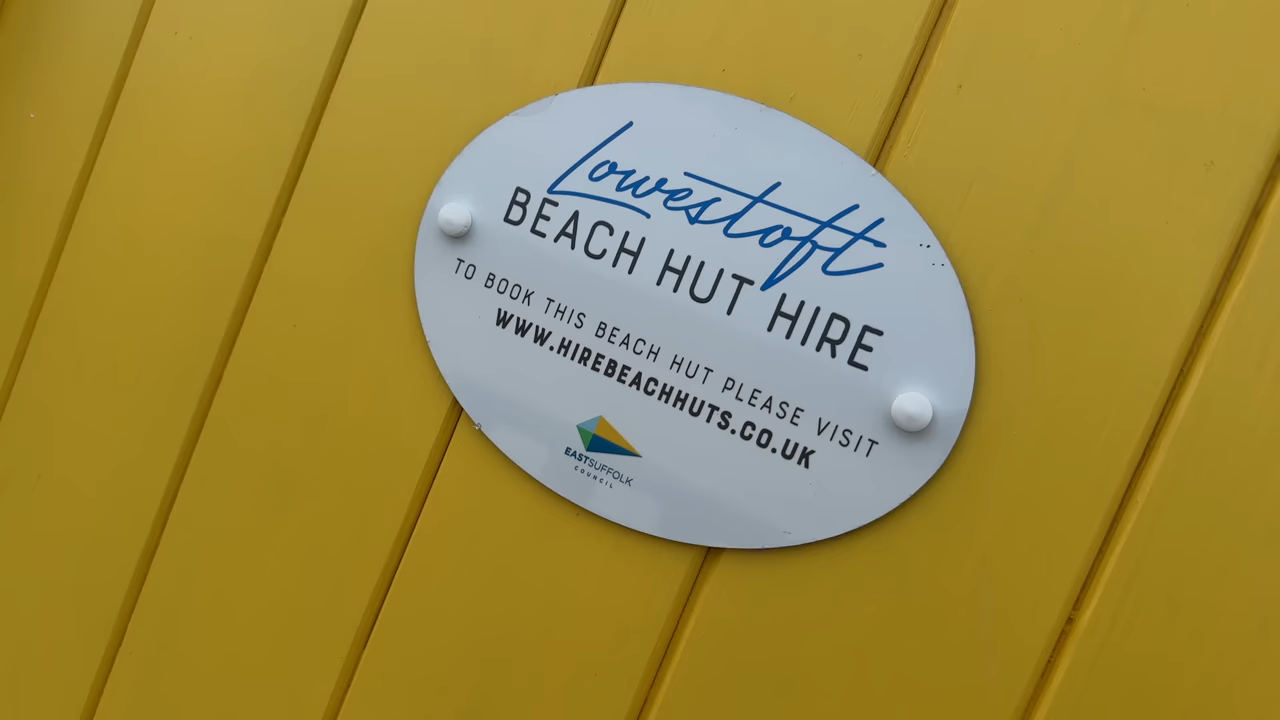 Lowestoft
BEACH HUT HIRE
TO BOOK THIS BEACH HUT PLEASE VISIT
WWW.HIREBEACHHUTS.CO.UK
EASTSUFFOLK
COUNCIL